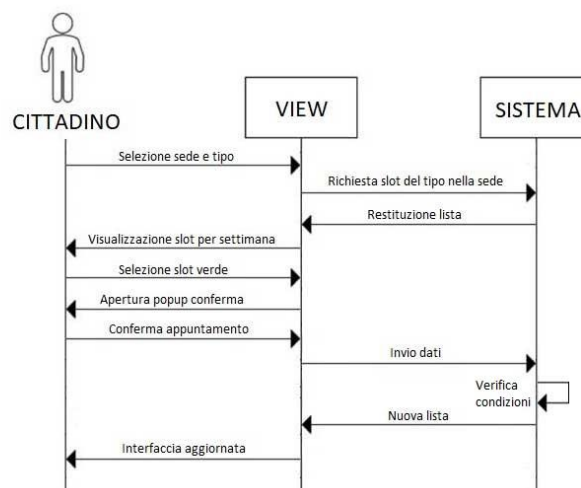 CITTADINO
VIEW
SISTEMA
Selezione sede e tipo
Richiesta slot del tipo nella sede
Restituzione lista
Visualizzazione slot per settimana
Selezione slot verde
Apertura popup conferma
Conferma appuntamento
Invio dati
Verifica
condizioni
Nuova lista
Interfaccia aggiornata